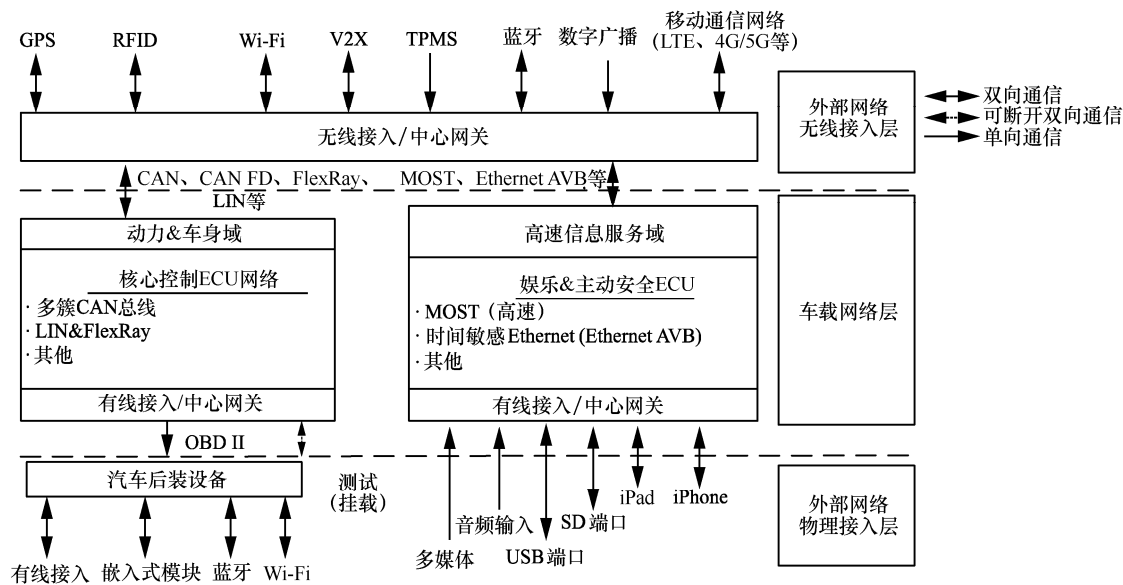 GPS
RFID
Wi-Fi
V2X
TPMS
蓝牙
数字广播
移动通信网络
(LTE、4G/5G等)
无线接入/中心网关
外部网络
无线接入层
双向通信
可断开双向通信
单向通信
CAN、CAN FD、FlexRay、
LIN等
MOST、Ethernet AVB等
动力&车身域
核心控制ECU网络
·多簇CAN总线
·LIN&FlexRay
·其他
有线接入/中心网关
高速信息服务域
娱乐&主动安全ECU
·MOST（高速）
·时间敏感Ethernet (Ethernet AVB)
·其他
有线接入/中心网关
车载网络层
OBD II
汽车后装设备
测试
(挂载)
有线接入
嵌入式模块
蓝牙
Wi-Fi
多媒体
音频输入
USB端口
SD端口
iPad
iPhone
外部网络
物理接入层